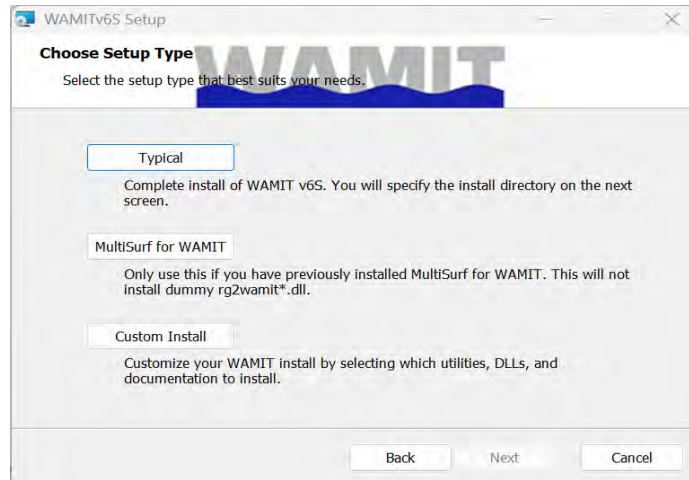 WAMITv6S Setup
Choose Setup Type
WAMIT
Select the setup type that best suits your needs.
Typical
Complete install of WAMIT v6S. You will specify the install directory on the next
screen.
MultiSurf for WAMIT
Only use this if you have previously installed MultiSurf for WAMIT. This will not
install dummy rg2wamit*.dll.
Custom Install
Customize your WAMIT install by selecting which utilities, DLLs, and
documentation to install.
Back Next Cancel